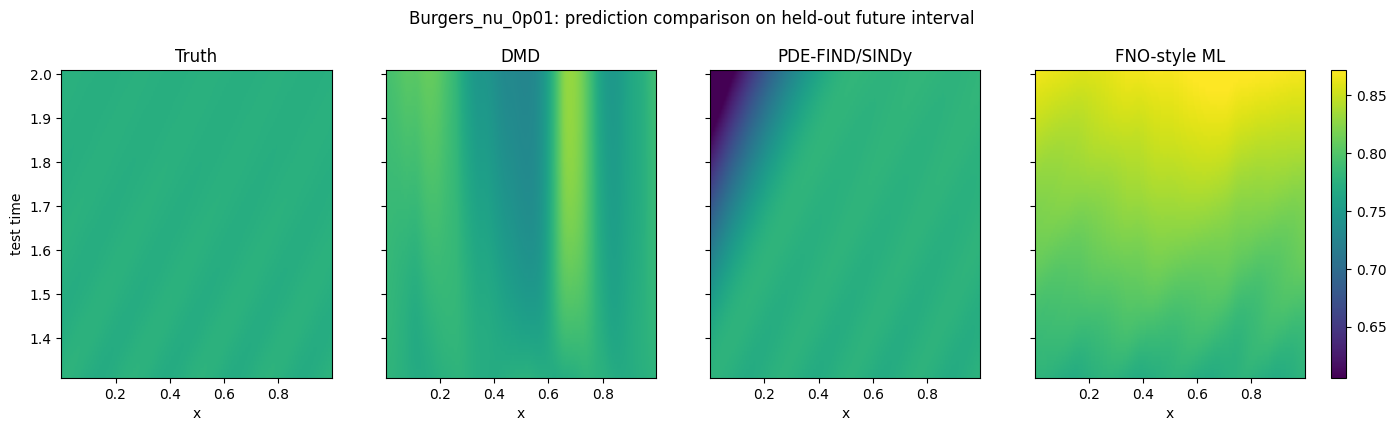 Burgers_nu_0p01: prediction comparison on held-out future interval
Truth
DMD
PDE-FIND/SINDy
FNO-style ML
2.0
1.9
1.8
1.7
1.6
1.5
1.4
test time
0.2 0.4 0.6 0.8
x
0.2 0.4 0.6 0.8
x
0.2 0.4 0.6 0.8
x
0.2 0.4 0.6 0.8
x
0.85
0.80
0.75
0.70
0.65